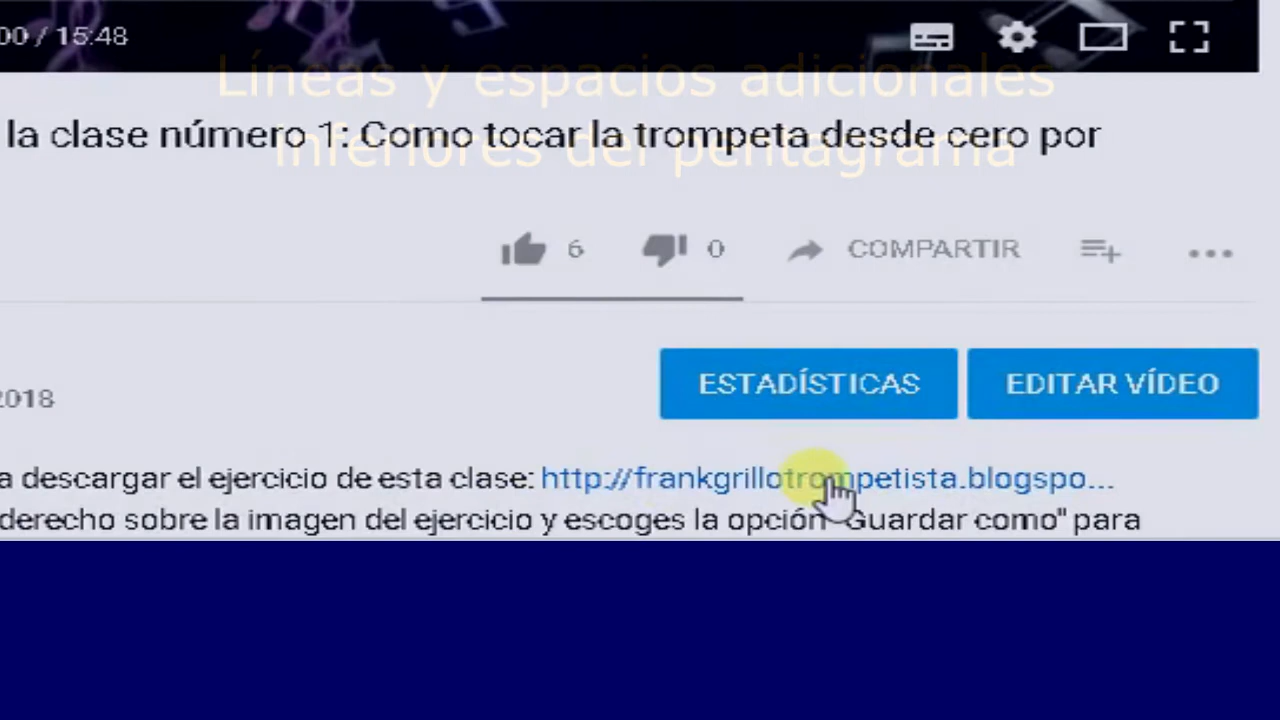 00 / 15:48
Líneas y espacios adicionales
la clase número 1: Como tocar la trompeta desde cero por
inferiores del pentagrama
6 0 COMPARTIR
ESTADÍSTICAS EDITAR VÍDEO
2018
a descargar el ejercicio de esta clase: http://frankgrillotrompetista.blogspo...
derecho sobre la imagen del ejercicio y escoges la opción "Guardar como" para